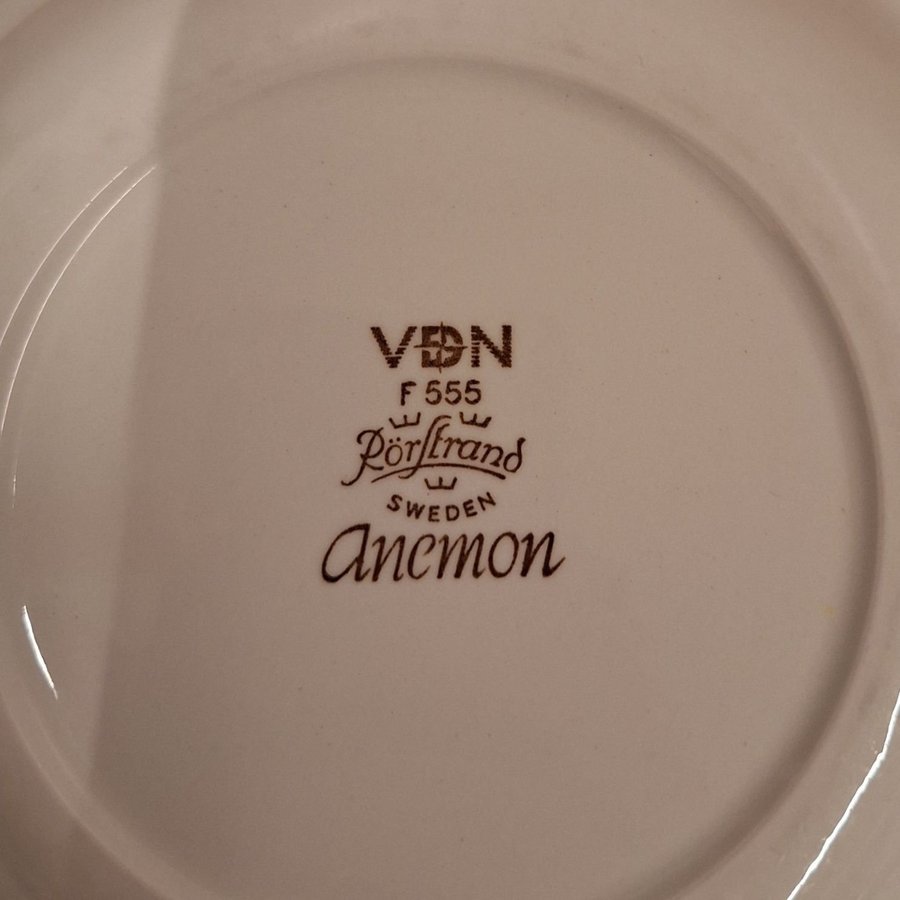 VDN
F 555
Rörstrand
SWEDEN
Anemon